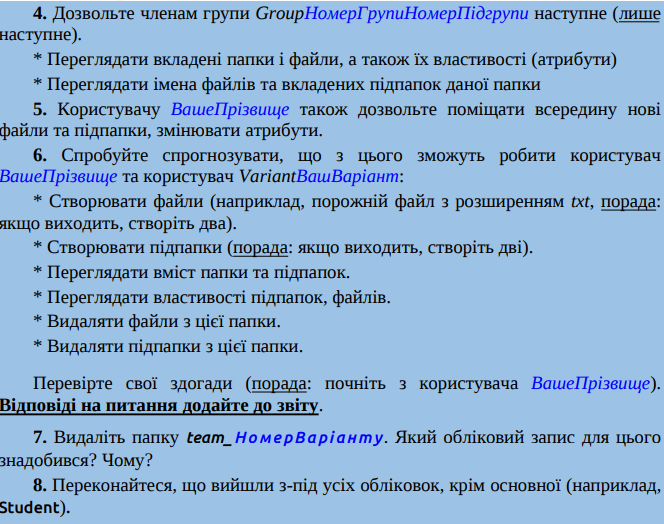 4. Дозвольте членам групи GroupНомерГрупиНомерПідгрупи наступне (лише
наступне).
* Переглядати вкладені папки і файли, а також їх властивості (атрибути)
* Переглядати імена файлів та вкладених підпапок даної папки
5. Користувачу ВашеПрізвище також дозвольте поміщати всередину нові
файли та підпапки, змінювати атрибути.
6. Спробуйте спрогнозувати, що з цього зможуть робити користувач
ВашеПрізвище та користувач VariantВашВаріант:
* Створювати файли (наприклад, порожній файл з розширенням txt, порада:
якщо виходить, створіть два).
* Створювати підпапки (порада: якщо виходить, створіть дві).
* Переглядати вміст папки та підпапок.
* Переглядати властивості підпапок, файлів.
* Видаляти файли з цієї папки.
* Видаляти підпапки з цієї папки.
Перевірте свої здогади (порада: почніть з користувача ВашеПрізвище).
Відповіді на питання додайте до звіту.
7. Видаліть папку team_НомерВаріанту. Який обліковий запис для цього
знадобився? Чому?
8. Переконайтеся, що вийшли з-під усіх обліковок, крім основної (наприклад,
Student).